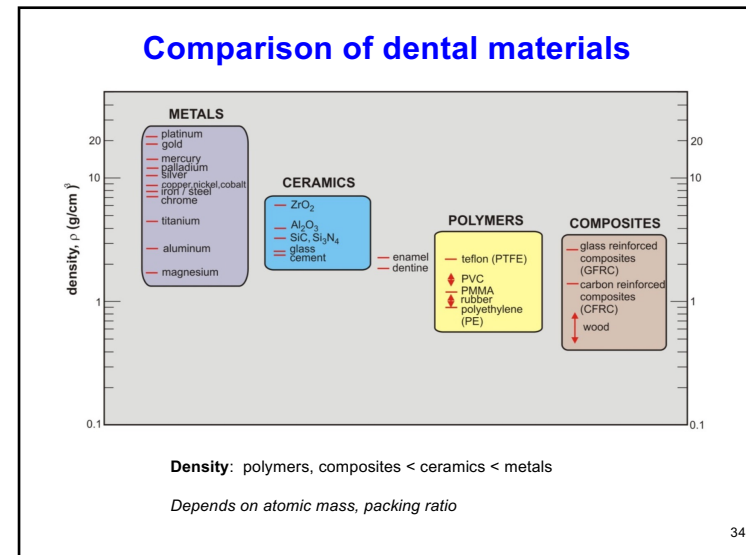 Comparison of dental materials
density, ρ (g/cm³)
20
10
1
0.1
METALS
platinum
gold
mercury
palladium
silver
copper,nickel,cobalt
iron / steel
chrome
titanium
aluminum
magnesium
CERAMICS
ZrO₂
Al₂O₃
SiC, Si₃N₄
glass
cement
enamel
dentine
POLYMERS
teflon (PTFE)
PVC
PMMA
rubber
polyethylene
(PE)
COMPOSITES
glass reinforced
composites
(GFRC)
carbon reinforced
composites
(CFRC)
wood
20
10
1
0.1
Density: polymers, composites < ceramics < metals
Depends on atomic mass, packing ratio
34